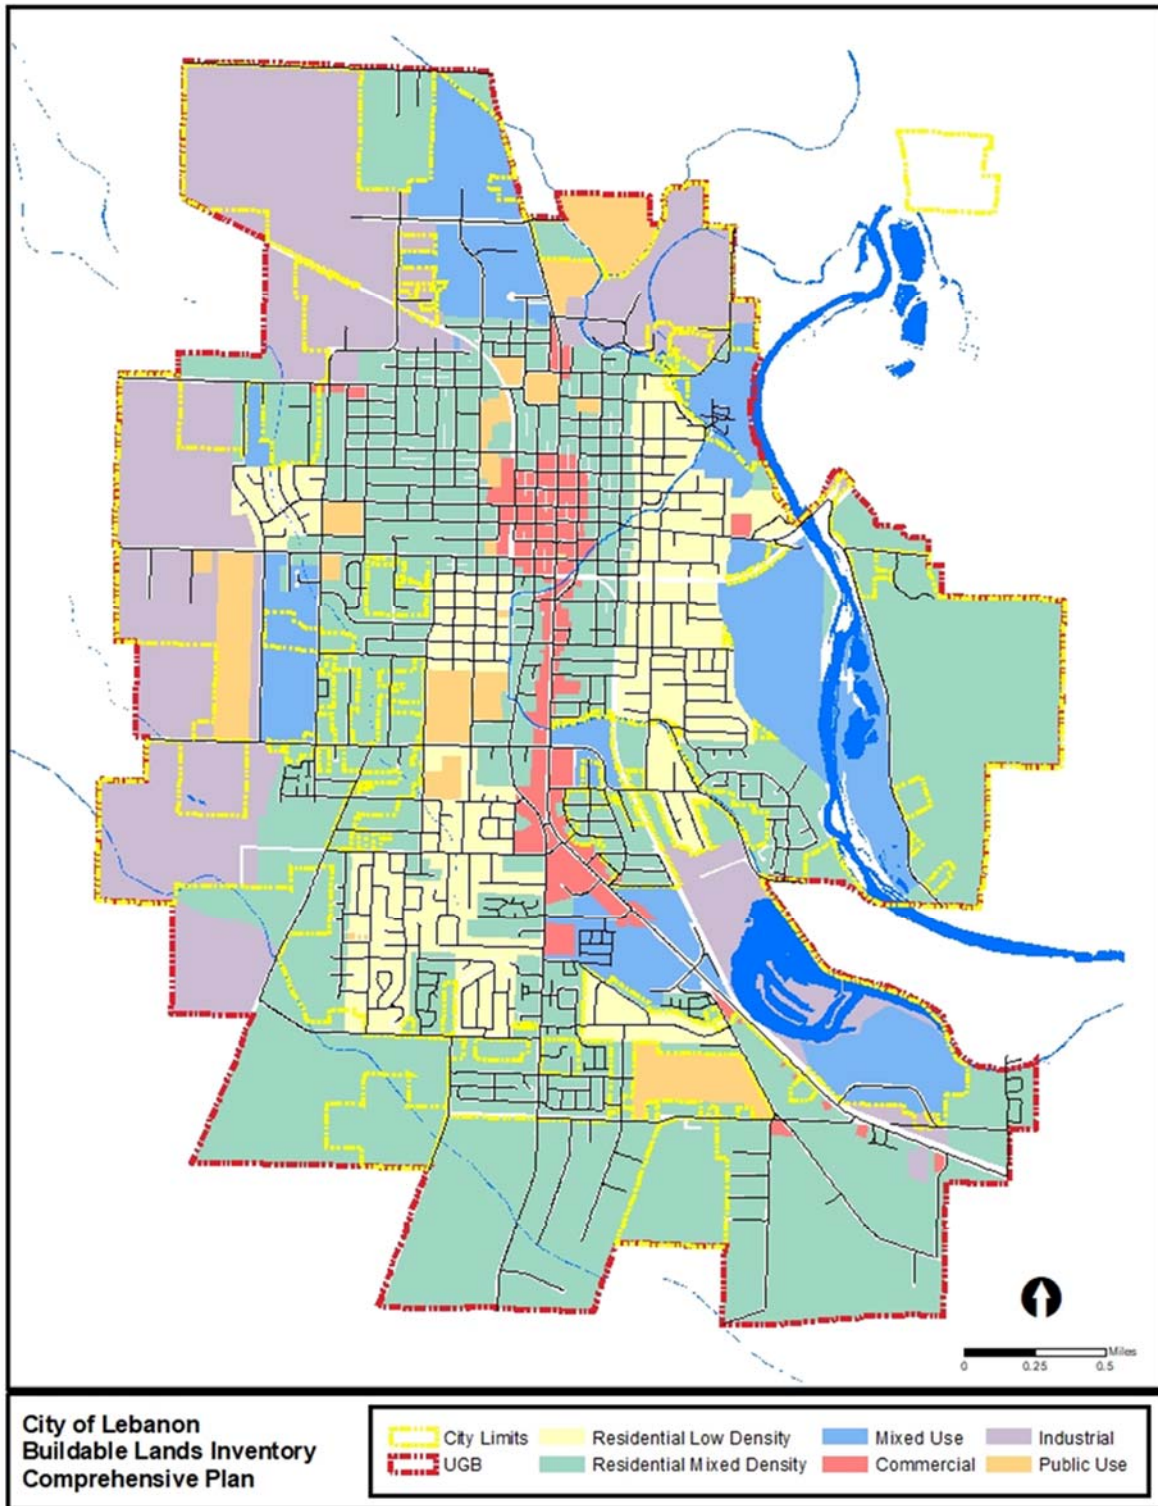 Miles
0 0.25 0.5
City of Lebanon
Buildable Lands Inventory
Comprehensive Plan
City Limits Residential Low Density Mixed Use Industrial
UGB Residential Mixed Density Commercial Public Use